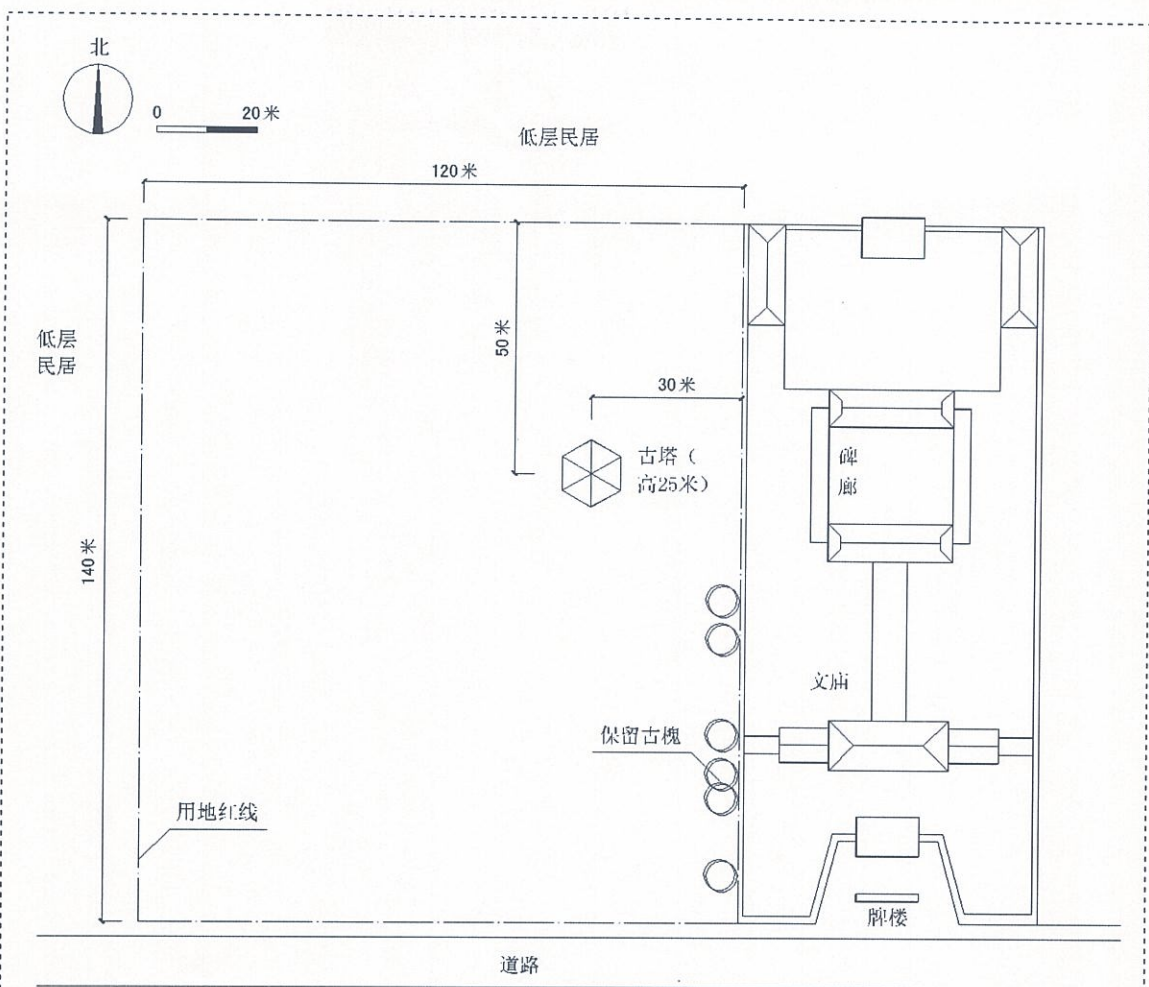 北
0 20米
低层民居
120米
低层
民居
50米
30米
古塔（
高25米）
碑
廊
140米
文庙
保留古槐
用地红线
牌楼
道路